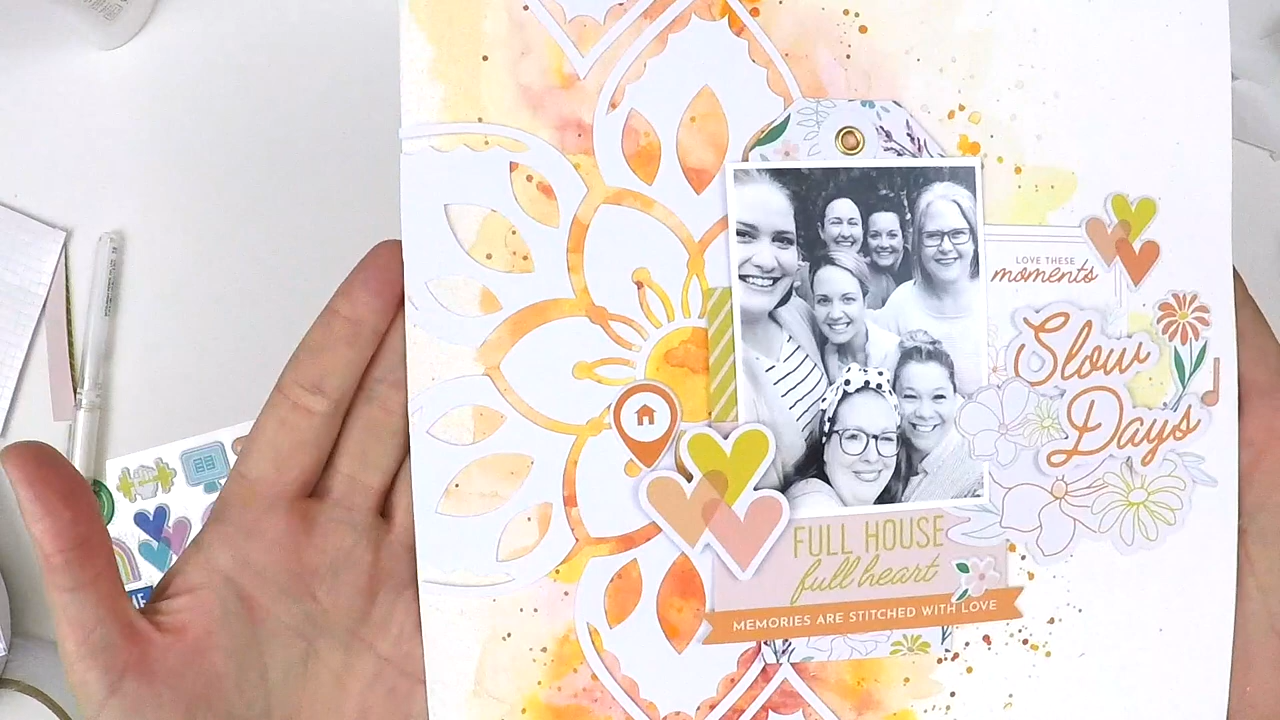 LOVE THESE
moments
Slow
Days
FULL HOUSE
full heart
MEMORIES ARE STITCHED WITH LOVE